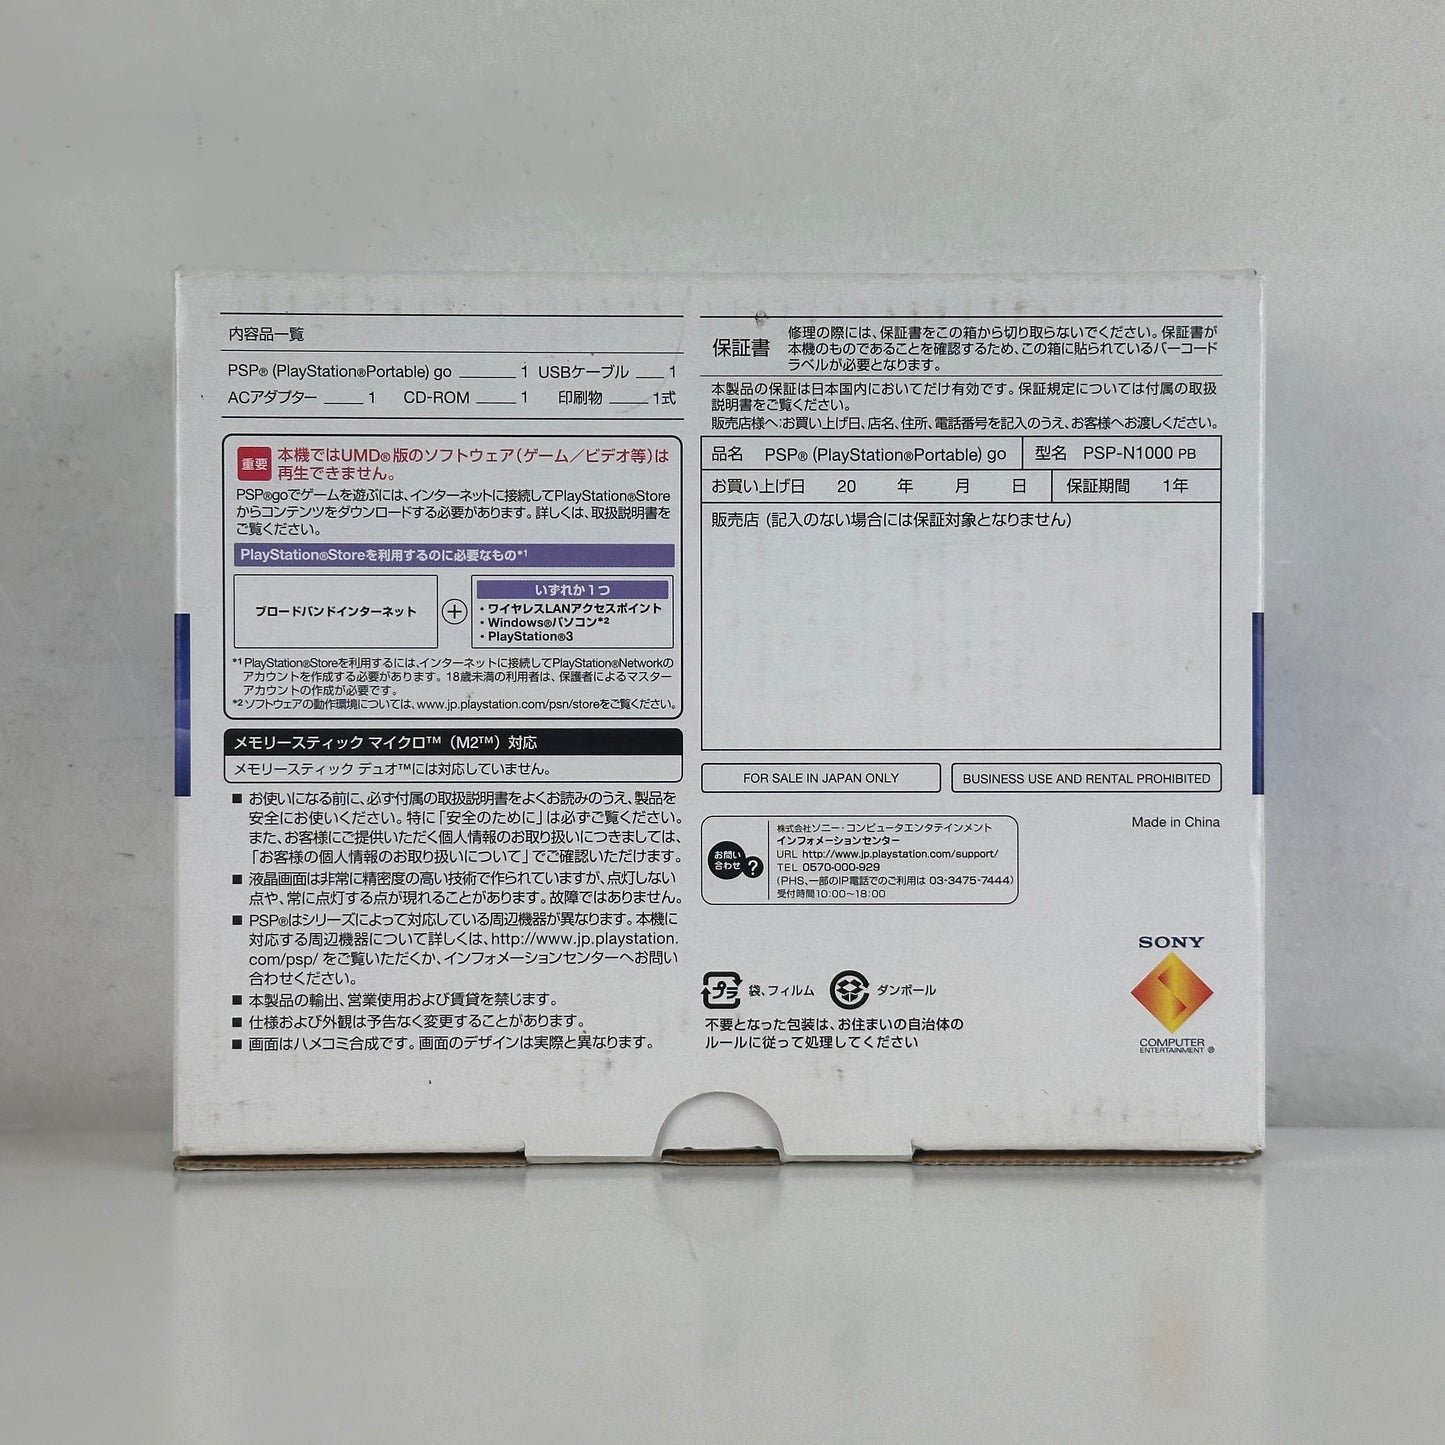 内容品一覧
PSP® (PlayStation®Portable) go 1 USBケーブル 1
ACアダプター 1 CD-ROM 1 印刷物 1式
重要
本機ではUMD®版のソフトウェア(ゲーム／ビデオ等)は
再生できません。
PSP®goでゲームを遊ぶには、インターネットに接続してPlayStation®Store
からコンテンツをダウンロードする必要があります。詳しくは、取扱説明書を
ご覧ください。
PlayStation®Storeを利用するのに必要なもの*1
ブロードバンドインターネット
+
いずれか1つ
・ワイヤレスLANアクセスポイント
・Windows®パソコン*2
・PlayStation®3
*1 PlayStation®Storeを利用するには、インターネットに接続してPlayStation®Networkの
アカウントを作成する必要があります。18歳未満の利用者は、保護者によるマスター
アカウントの作成が必要です。
*2 ソフトウェアの動作環境については、www.jp.playstation.com/psn/storeをご覧ください。
メモリースティック マイクロ™（M2™）対応
メモリースティック デュオ™には対応していません。
■ お使いになる前に、必ず付属の取扱説明書をよくお読みのうえ、製品を
安全にお使いください。特に「安全のために」は必ずご覧ください。
また、お客様にご提供いただく個人情報のお取り扱いにつきましては、
「お客様の個人情報のお取り扱いについて」でご確認いただけます。
■ 液晶画面は非常に精密度の高い技術で作られていますが、点灯しない
点や、常に点灯する点が現れることがあります。故障ではありません。
■ PSP®はシリーズによって対応している周辺機器が異なります。本機に
対応する周辺機器について詳しくは、http://www.jp.playstation.
com/psp/ をご覧いただくか、インフォメーションセンターへお問い
合わせください。
■ 本製品の輸出、営業使用および賃貸を禁じます。
■ 仕様および外観は予告なく変更することがあります。
■ 画面はハメコミ合成です。画面のデザインは実際と異なります。
保証書
修理の際には、保証書をこの箱から切り取らないでください。保証書が
本機のものであることを確認するため、この箱に貼られているバーコード
ラベルが必要となります。
本製品の保証は日本国内においてだけ有効です。保証規定については付属の取扱
説明書をご覧ください。
販売店様へ:お買い上げ日、店名、住所、電話番号を記入のうえ、お客様へお渡しください。
品名 PSP® (PlayStation®Portable) go 型名 PSP-N1000 PB
お買い上げ日 20 年 月 日 保証期間 1年
販売店 (記入のない場合には保証対象となりません)
FOR SALE IN JAPAN ONLY
BUSINESS USE AND RENTAL PROHIBITED
Made in China
お問い
合わせ ?
株式会社ソニー・コンピュータエンタテインメント
インフォメーションセンター
URL http://www.jp.playstation.com/support/
TEL 0570-000-929
(PHS、一部のIP電話でのご利用は 03-3475-7444)
受付時間10:00～18:00
プラ 袋、フィルム ダンボール
不要となった包装は、お住まいの自治体の
ルールに従って処理してください
SONY
COMPUTER
ENTERTAINMENT ®